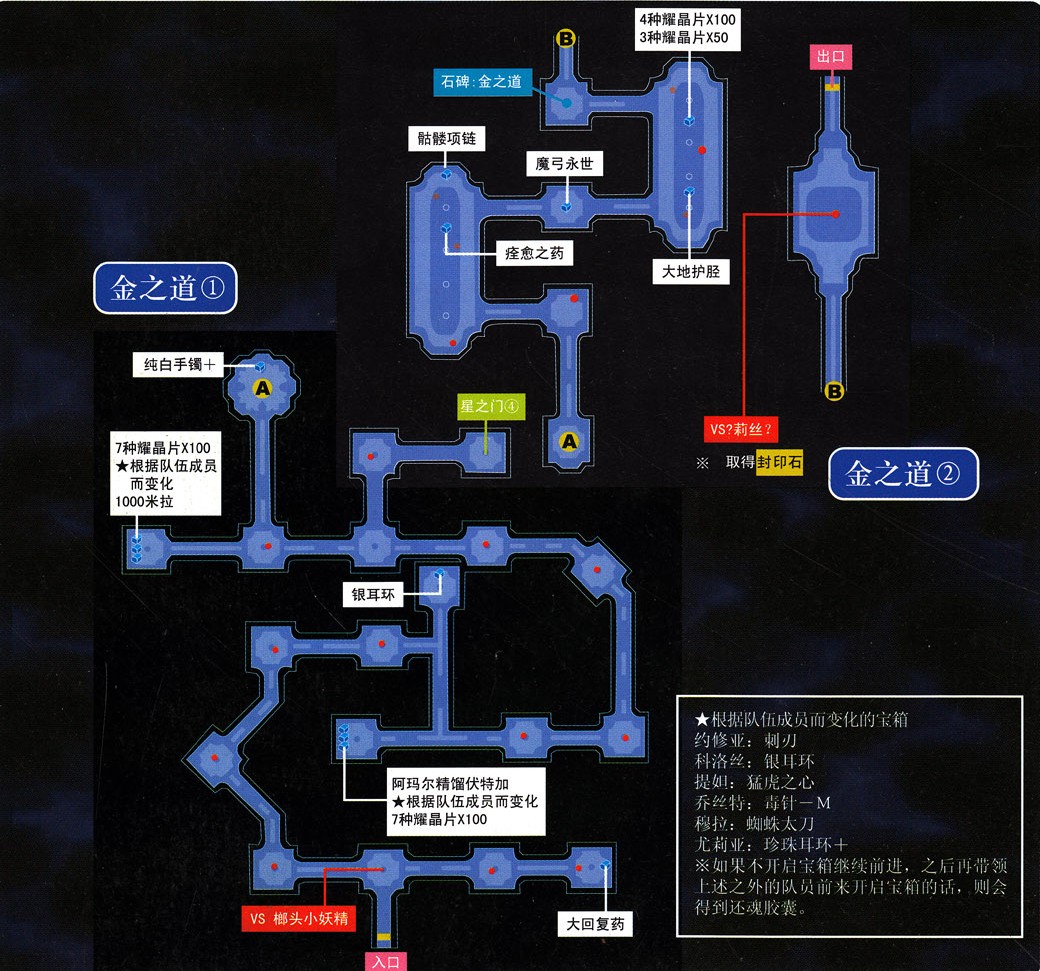 B
4种耀晶片X100
3种耀晶片X50
出口
石碑:金之道
骷髅项链
魔弓永世
痊愈之药
大地护胫
金之道①
纯白手镯＋
A
星之门④
A
B
VS?莉丝?
※ 取得封印石
金之道②
7种耀晶片X100
★根据队伍成员
而变化
1000米拉
银耳环
阿玛尔精馏伏特加
★根据队伍成员而变化
7种耀晶片X100
VS 榔头小妖精
大回复药
入口
★根据队伍成员而变化的宝箱
约修亚：刺刃
科洛丝：银耳环
提妲：猛虎之心
乔丝特：毒针－M
穆拉：蜘蛛太刀
尤莉亚：珍珠耳环＋
※如果不开启宝箱继续前进，之后再带领
上述之外的队员前来开启宝箱的话，则会
得到还魂胶囊。